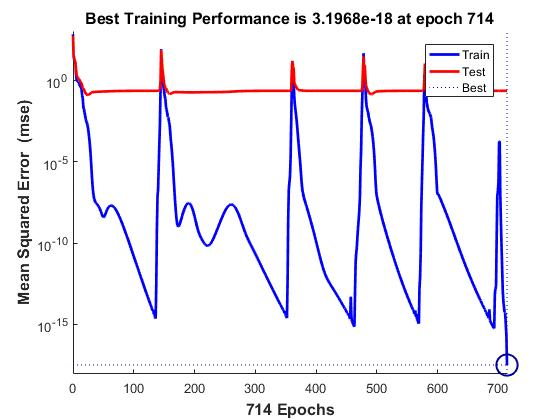 Best Training Performance is 3.1968e-18 at epoch 714
Train
Test
Best
Mean Squared Error (mse)
10^0
10^-5
10^-10
10^-15
0 100 200 300 400 500 600 700
714 Epochs